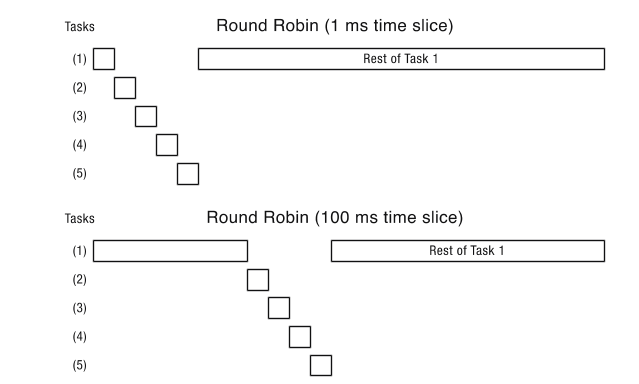 Tasks Round Robin (1 ms time slice)
(1) Rest of Task 1
(2)
(3)
(4)
(5)
Tasks Round Robin (100 ms time slice)
(1) Rest of Task 1
(2)
(3)
(4)
(5)